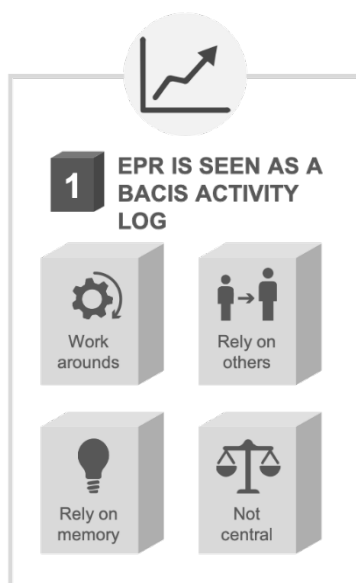 1
EPR IS SEEN AS A
BACIS ACTIVITY
LOG
Work
arounds
Rely on
others
Rely on
memory
Not
central